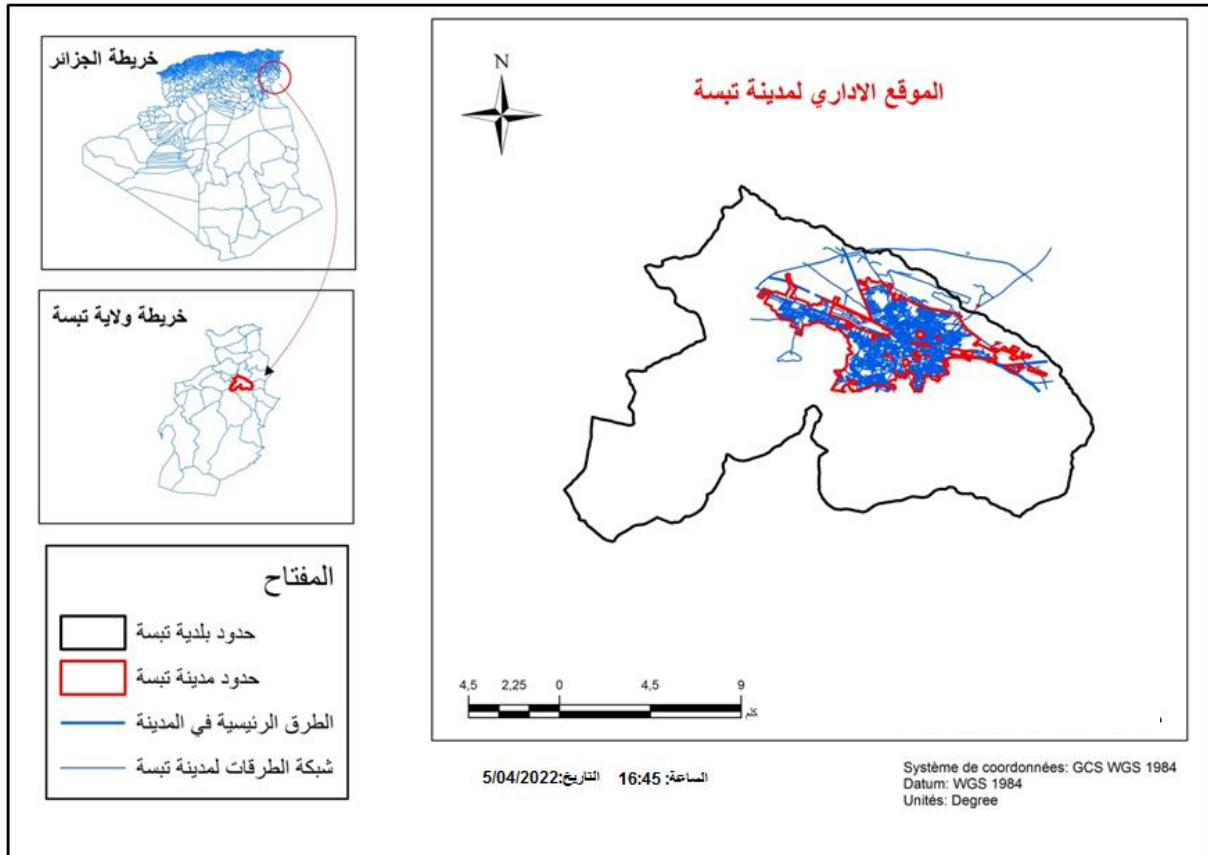 خريطة الجزائر
خريطة ولاية تبسة
N
الموقع الاداري لمدينة تبسة
المفتاح
حدود بلدية تبسة
حدود مدينة تبسة
الطرق الرئيسية في المدينة
شبكة الطرقات لمدينة تبسة
4,5 2,25 0 4,5 9
كلم
الساعة: 16:45 التاريخ:5/04/2022
Système de coordonnées: GCS WGS 1984
Datum: WGS 1984
Unités: Degree